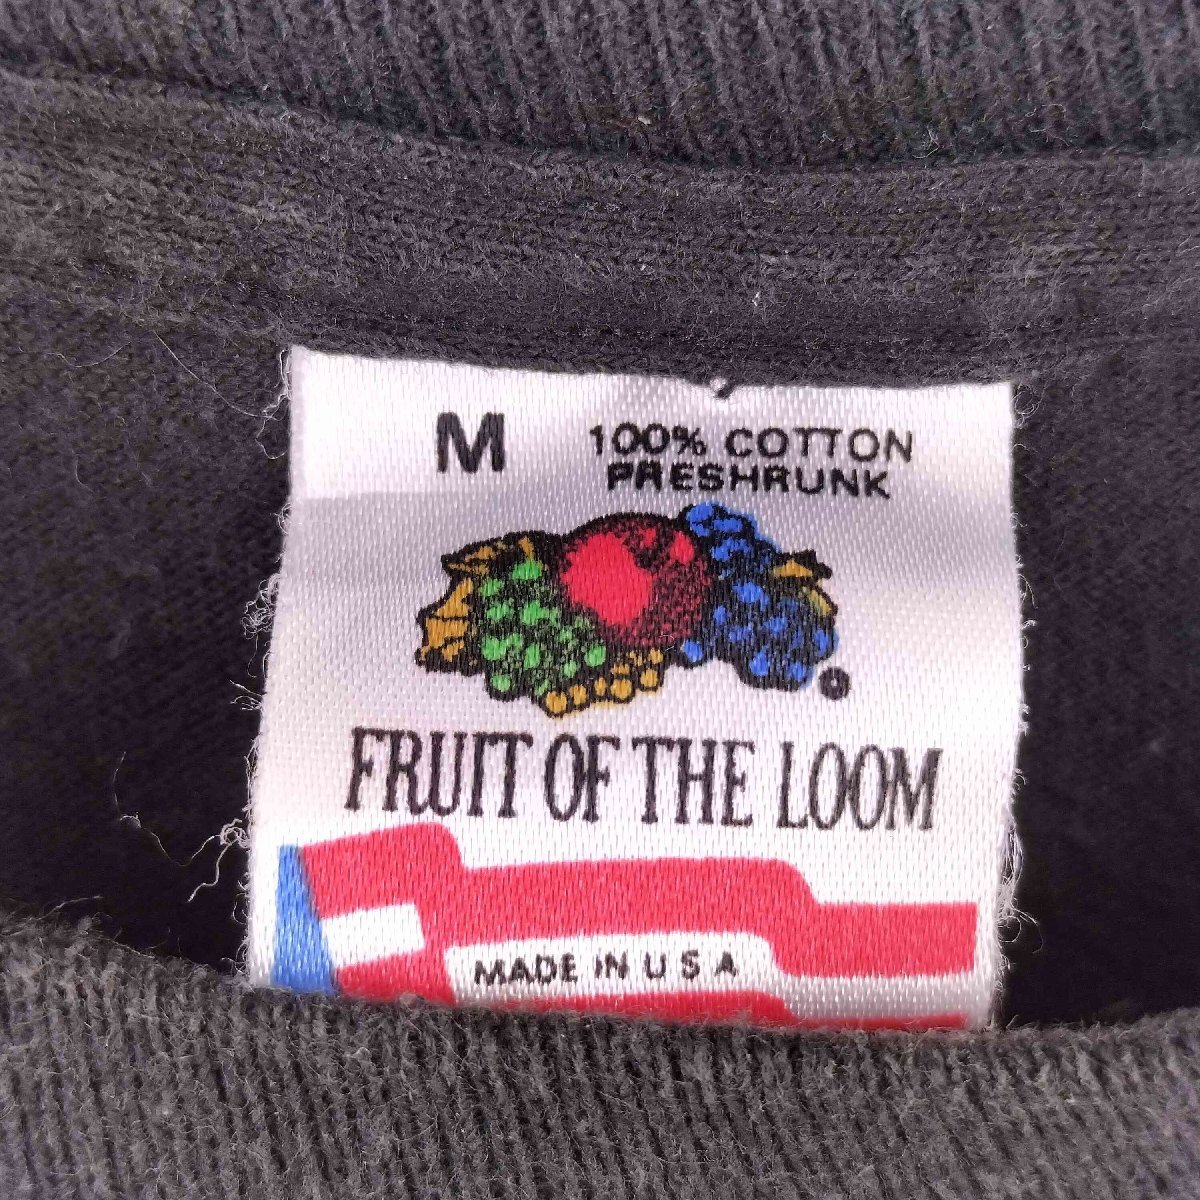 M 100% COTTON
PRESHRUNK
FRUIT OF THE LOOM
MADE IN U S A